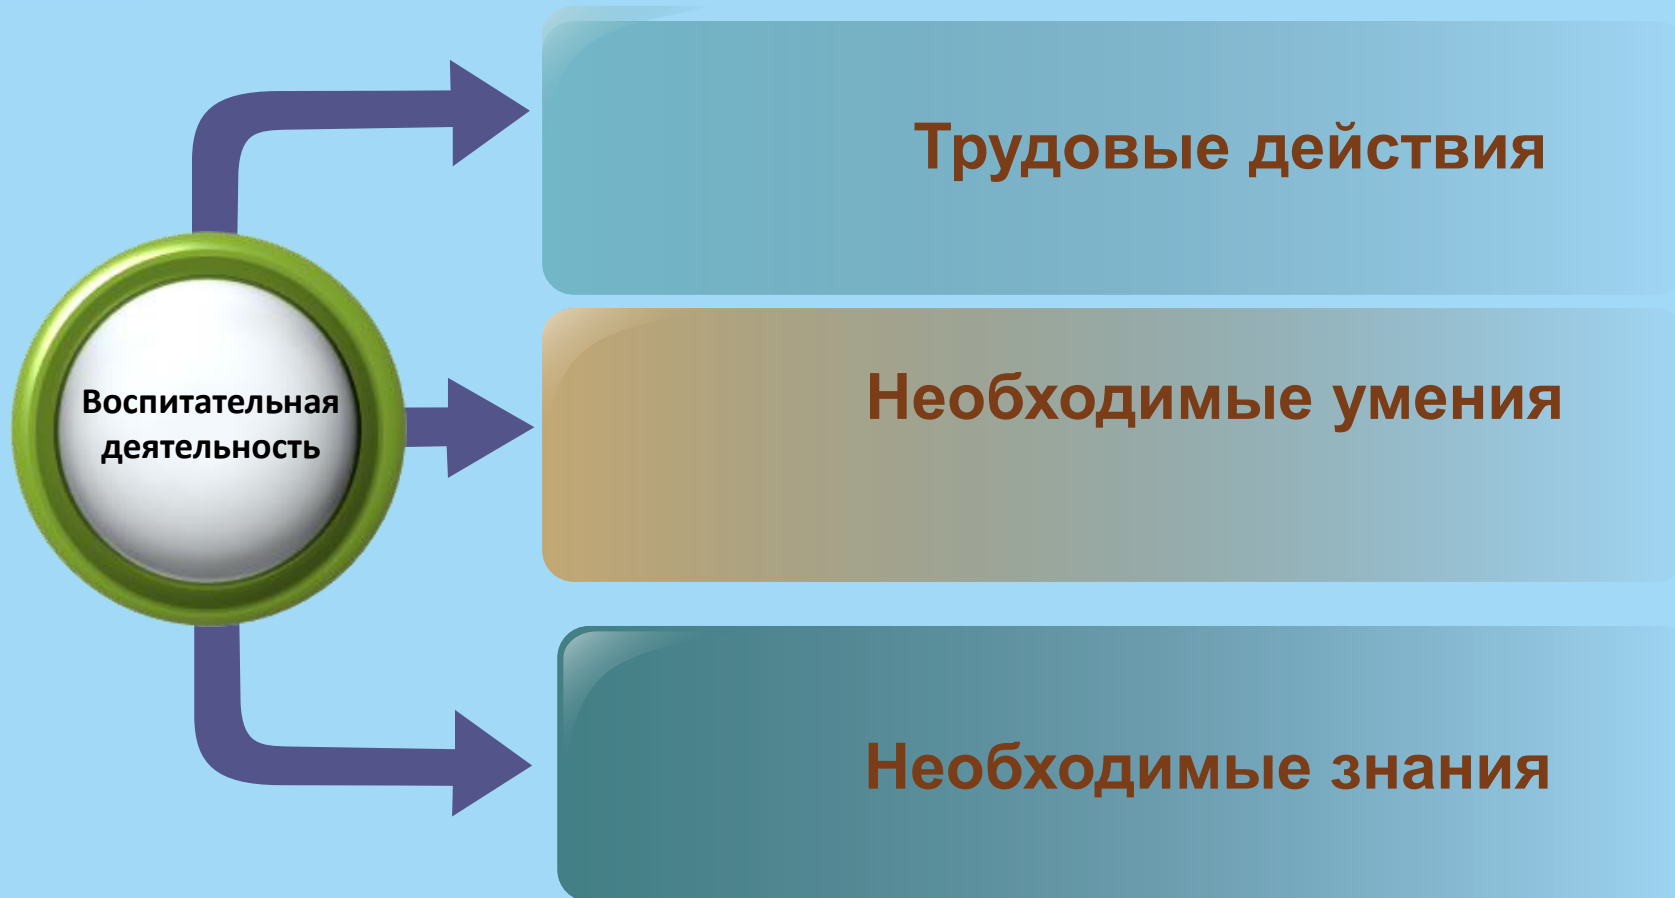 Трудовые действия
Воспитательная
деятельность
Необходимые умения
Необходимые знания